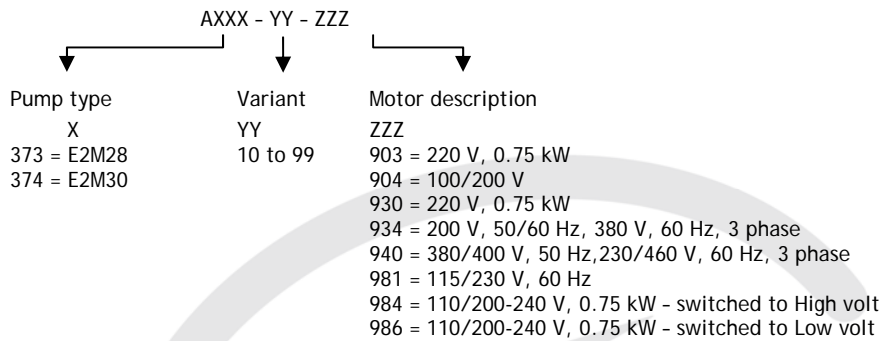 AXXX – YY – ZZZ
Pump type Variant Motor description
X YY ZZZ
373 = E2M28 10 to 99 903 = 220 V, 0.75 kW
374 = E2M30 904 = 100/200 V
930 = 220 V, 0.75 kW
934 = 200 V, 50/60 Hz, 380 V, 60 Hz, 3 phase
940 = 380/400 V, 50 Hz,230/460 V, 60 Hz, 3 phase
981 = 115/230 V, 60 Hz
984 = 110/200-240 V, 0.75 kW – switched to High volt
986 = 110/200-240 V, 0.75 kW – switched to Low volt